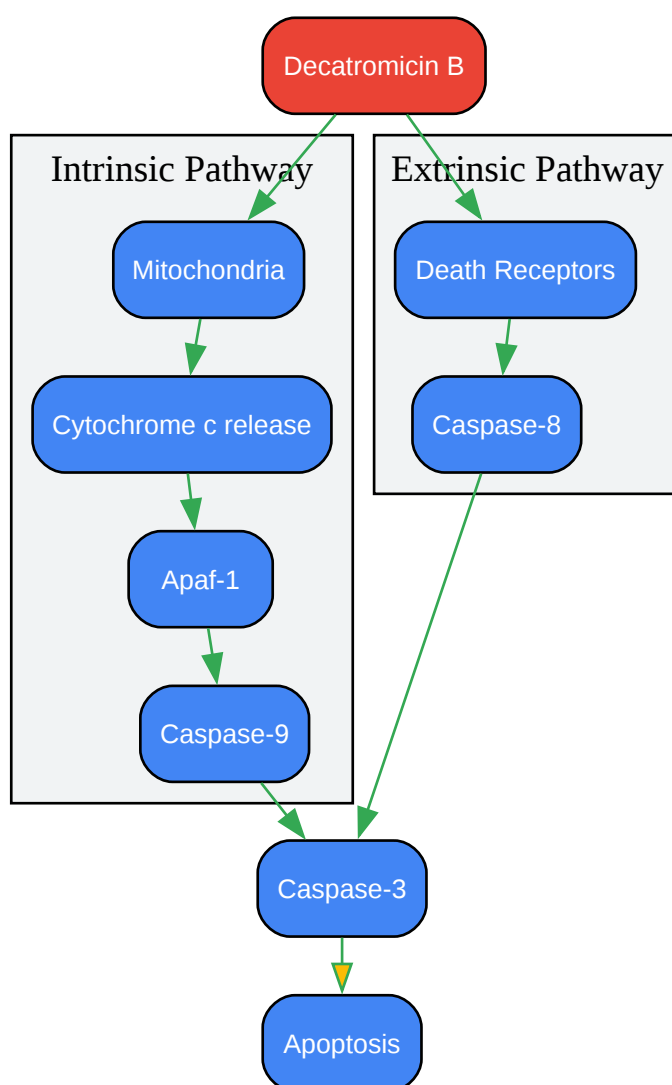 Decatromicin B
Intrinsic Pathway
Extrinsic Pathway
Mitochondria
Death Receptors
Cytochrome c release
Caspase-8
Apaf-1
Caspase-9
Caspase-3
Apoptosis